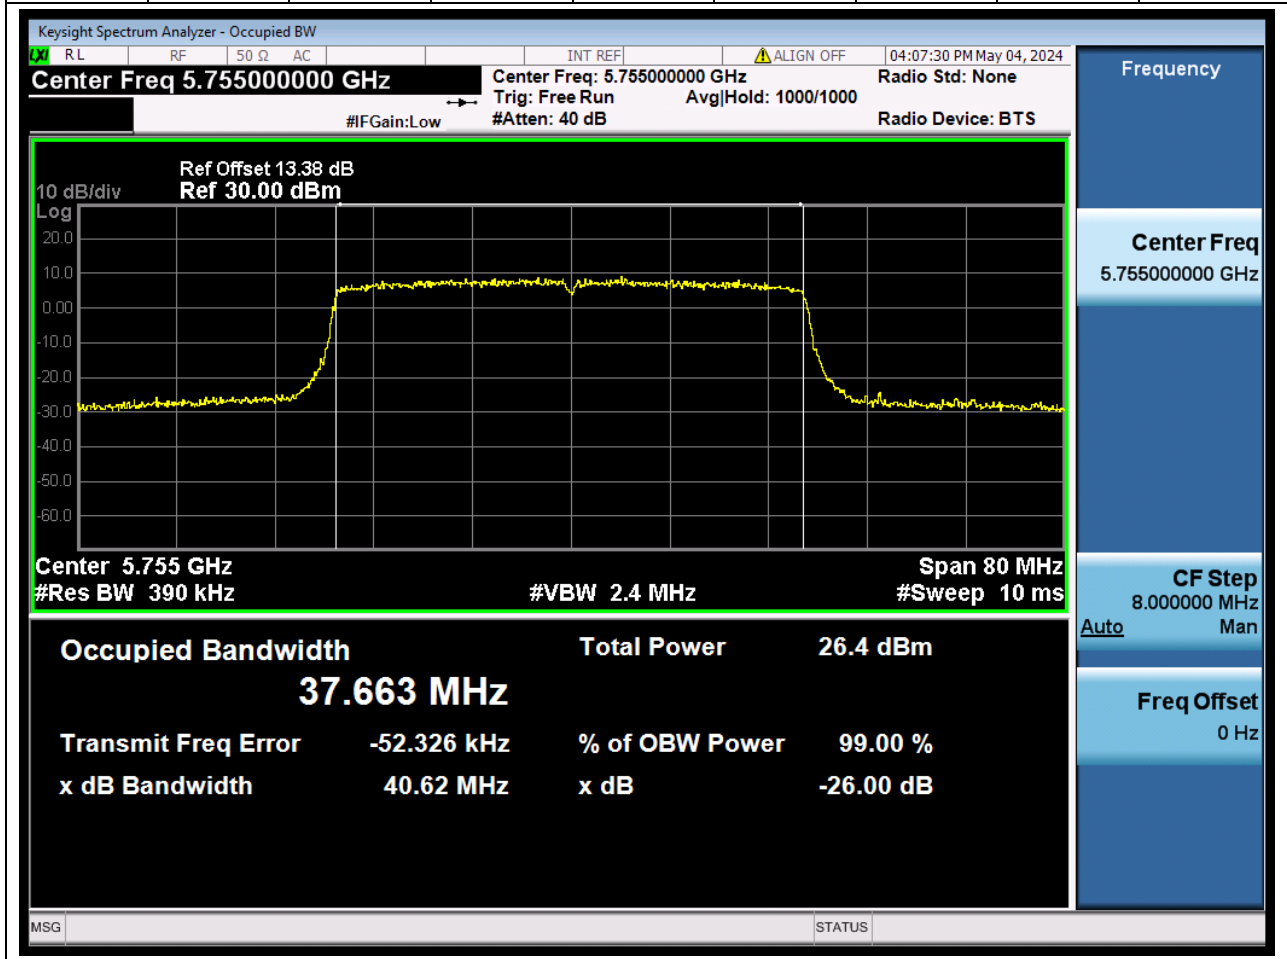 Keysight Spectrum Analyzer - Occupied BW
LXI RL RF 50 Ω AC INT REF ALIGN OFF 04:07:30 PM May 04, 2024
Center Freq 5.755000000 GHz
Center Freq: 5.755000000 GHz
Radio Std: None
Trig: Free Run Avg|Hold: 1000/1000
#IFGain:Low #Atten: 40 dB Radio Device: BTS
Ref Offset 13.38 dB
10 dB/div Ref 30.00 dBm
Log
20.0
10.0
0.00
-10.0
-20.0
-30.0
-40.0
-50.0
-60.0
Center 5.755 GHz Span 80 MHz
#Res BW 390 kHz #VBW 2.4 MHz #Sweep 10 ms
Occupied Bandwidth Total Power 26.4 dBm
37.663 MHz
Transmit Freq Error -52.326 kHz % of OBW Power 99.00 %
x dB Bandwidth 40.62 MHz x dB -26.00 dB
Frequency
Center Freq
5.755000000 GHz
CF Step
8.000000 MHz
Auto Man
Freq Offset
0 Hz
MSG STATUS